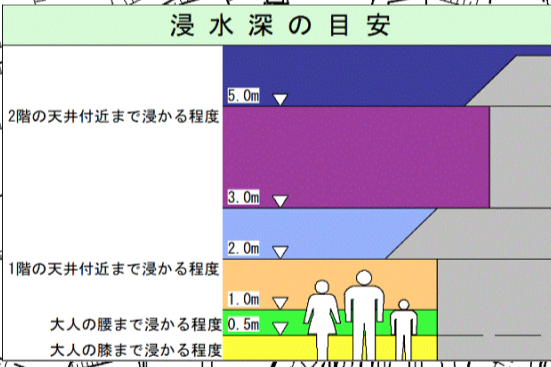 浸水深の目安
5.0m
2階の天井付近まで浸かる程度
3.0m
2.0m
1階の天井付近まで浸かる程度
1.0m
大人の腰まで浸かる程度
0.5m
大人の膝まで浸かる程度